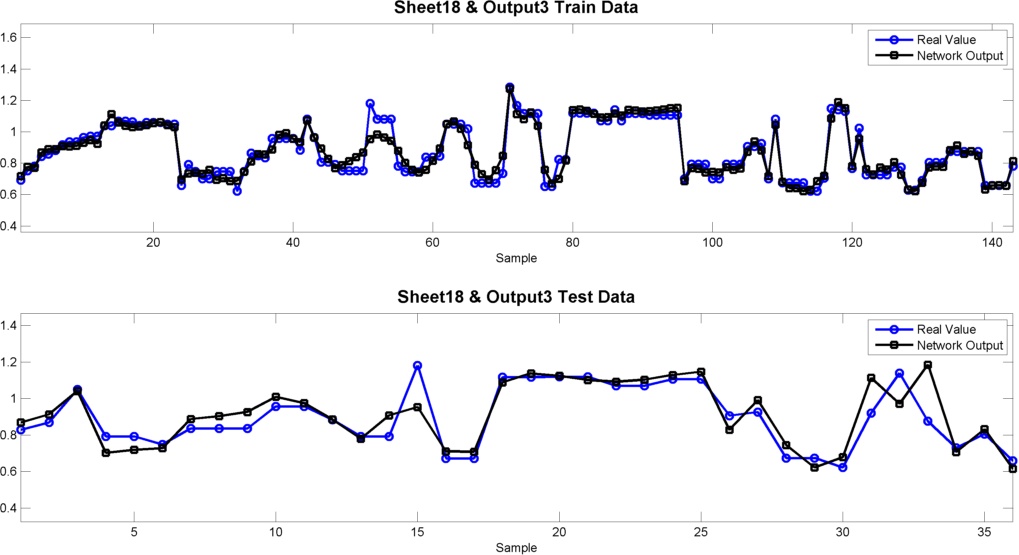 Sheet18 & Output3 Train Data
1.6
1.4
1.2
1
0.8
0.6
0.4
Real Value
Network Output
20 40 60 80 100 120 140
Sample
Sheet18 & Output3 Test Data
1.4
1.2
1
0.8
0.6
0.4
Real Value
Network Output
5 10 15 20 25 30 35
Sample